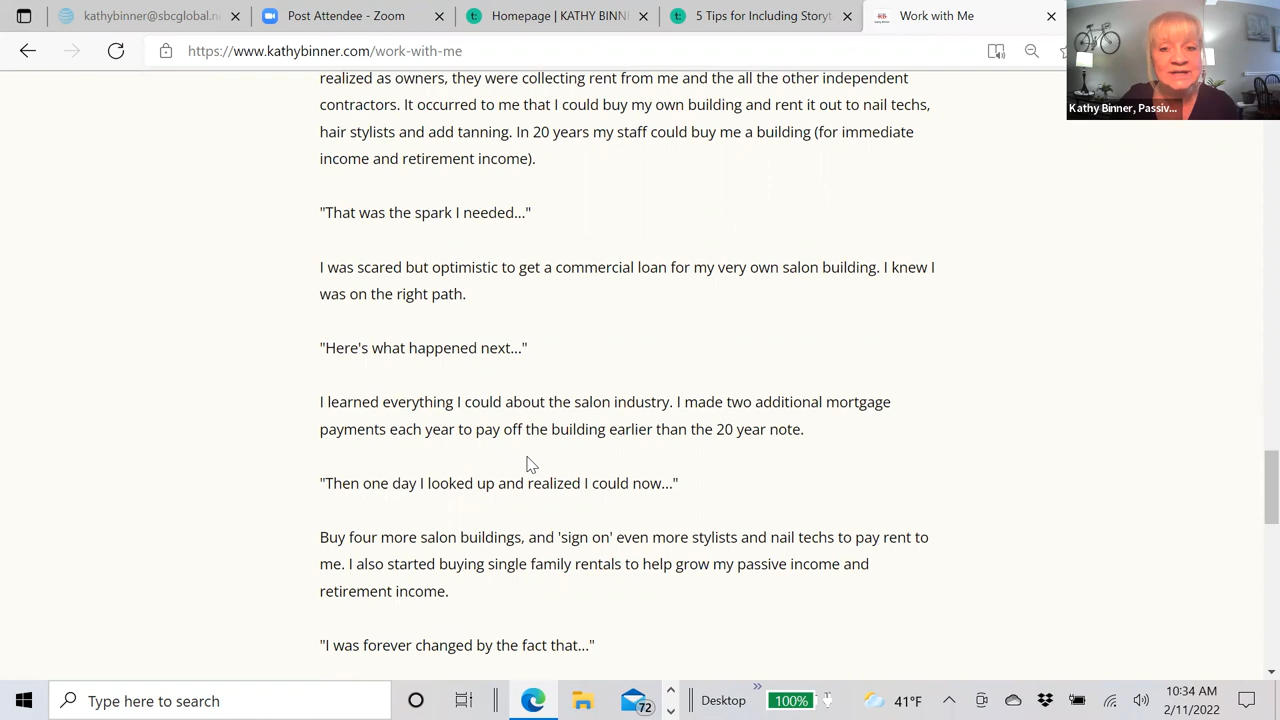 kathybinner@sbcglobal.n
Post Attendee - Zoom
Homepage | KATHY BINN
5 Tips for Including Storyt
Work with Me
https://www.kathybinner.com/work-with-me
Kathy Binner, Passiv...
realized as owners, they were collecting rent from me and the all the other independent
contractors. It occurred to me that I could buy my own building and rent it out to nail techs,
hair stylists and add tanning. In 20 years my staff could buy me a building (for immediate
income and retirement income).
"That was the spark I needed..."
I was scared but optimistic to get a commercial loan for my very own salon building. I knew I
was on the right path.
"Here's what happened next..."
I learned everything I could about the salon industry. I made two additional mortgage
payments each year to pay off the building earlier than the 20 year note.
"Then one day I looked up and realized I could now..."
Buy four more salon buildings, and 'sign on' even more stylists and nail techs to pay rent to
me. I also started buying single family rentals to help grow my passive income and
retirement income.
"I was forever changed by the fact that..."
Type here to search
72
Desktop
100%
41°F
10:34 AM
2/11/2022